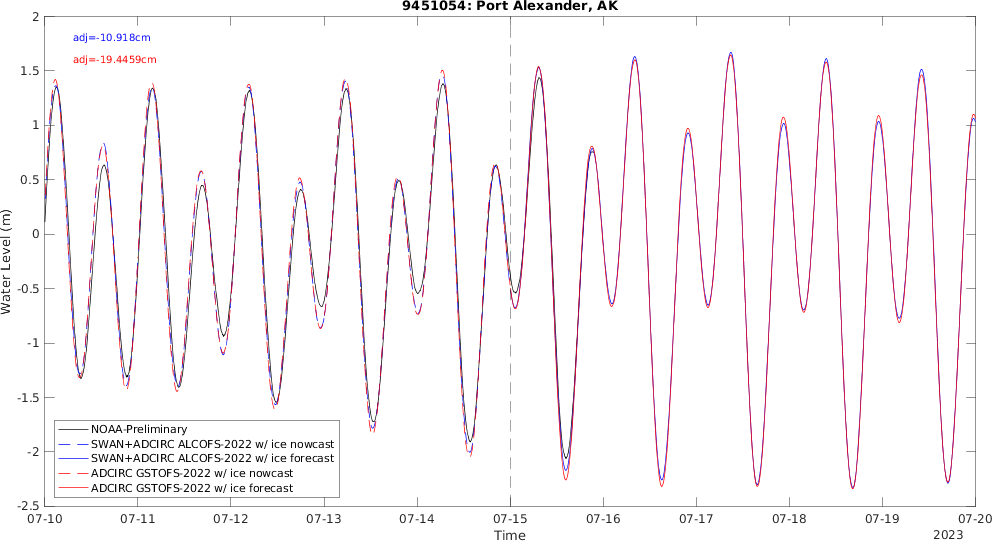 9451054: Port Alexander, AK
adj=-10.918cm
adj=-19.4459cm
2
1.5
1
0.5
0
-0.5
-1
-1.5
-2
-2.5
Water Level (m)
NOAA-Preliminary
SWAN+ADCIRC ALCOFS-2022 w/ ice nowcast
SWAN+ADCIRC ALCOFS-2022 w/ ice forecast
ADCIRC GSTOFS-2022 w/ ice nowcast
ADCIRC GSTOFS-2022 w/ ice forecast
07-10 07-11 07-12 07-13 07-14 07-15 07-16 07-17 07-18 07-19 07-20
Time
2023